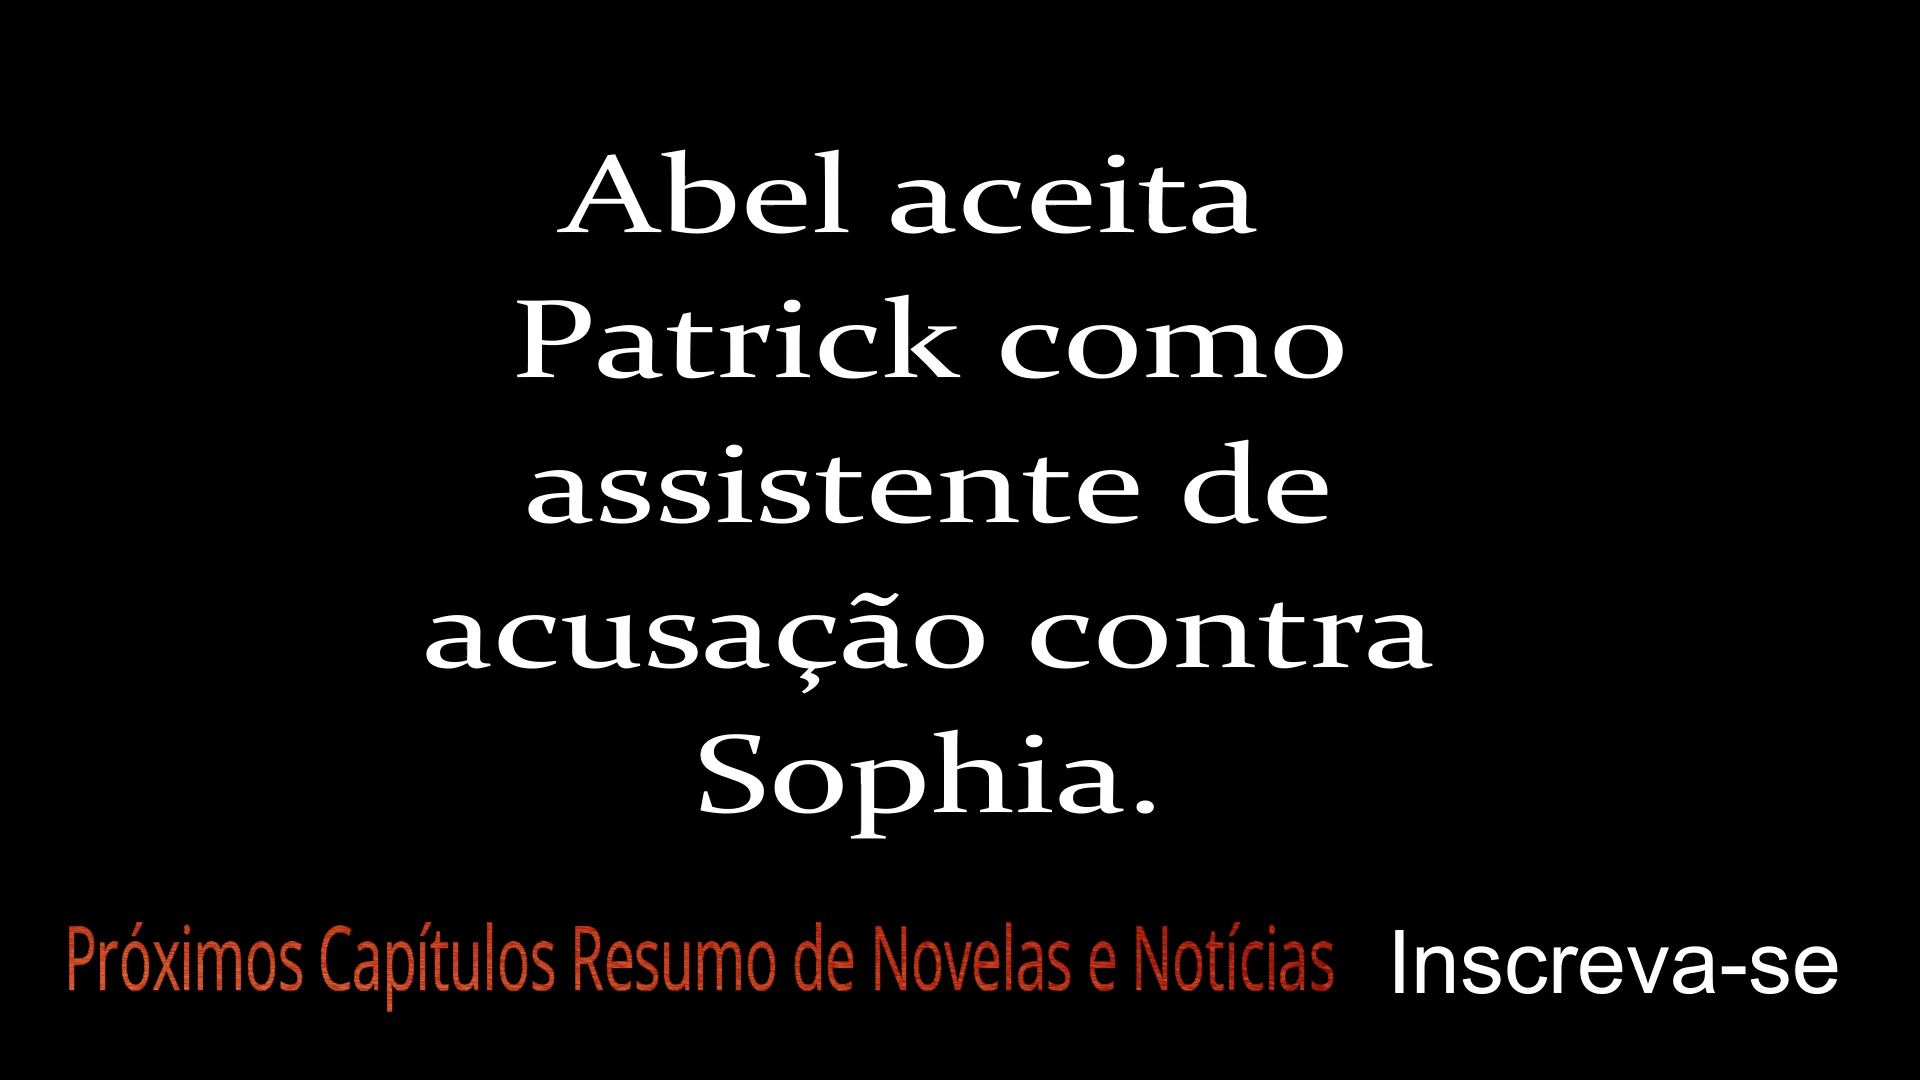 Abel aceita
Patrick como
assistente de
acusação contra
Sophia.
Próximos Capítulos Resumo de Novelas e Notícias
Inscreva-se